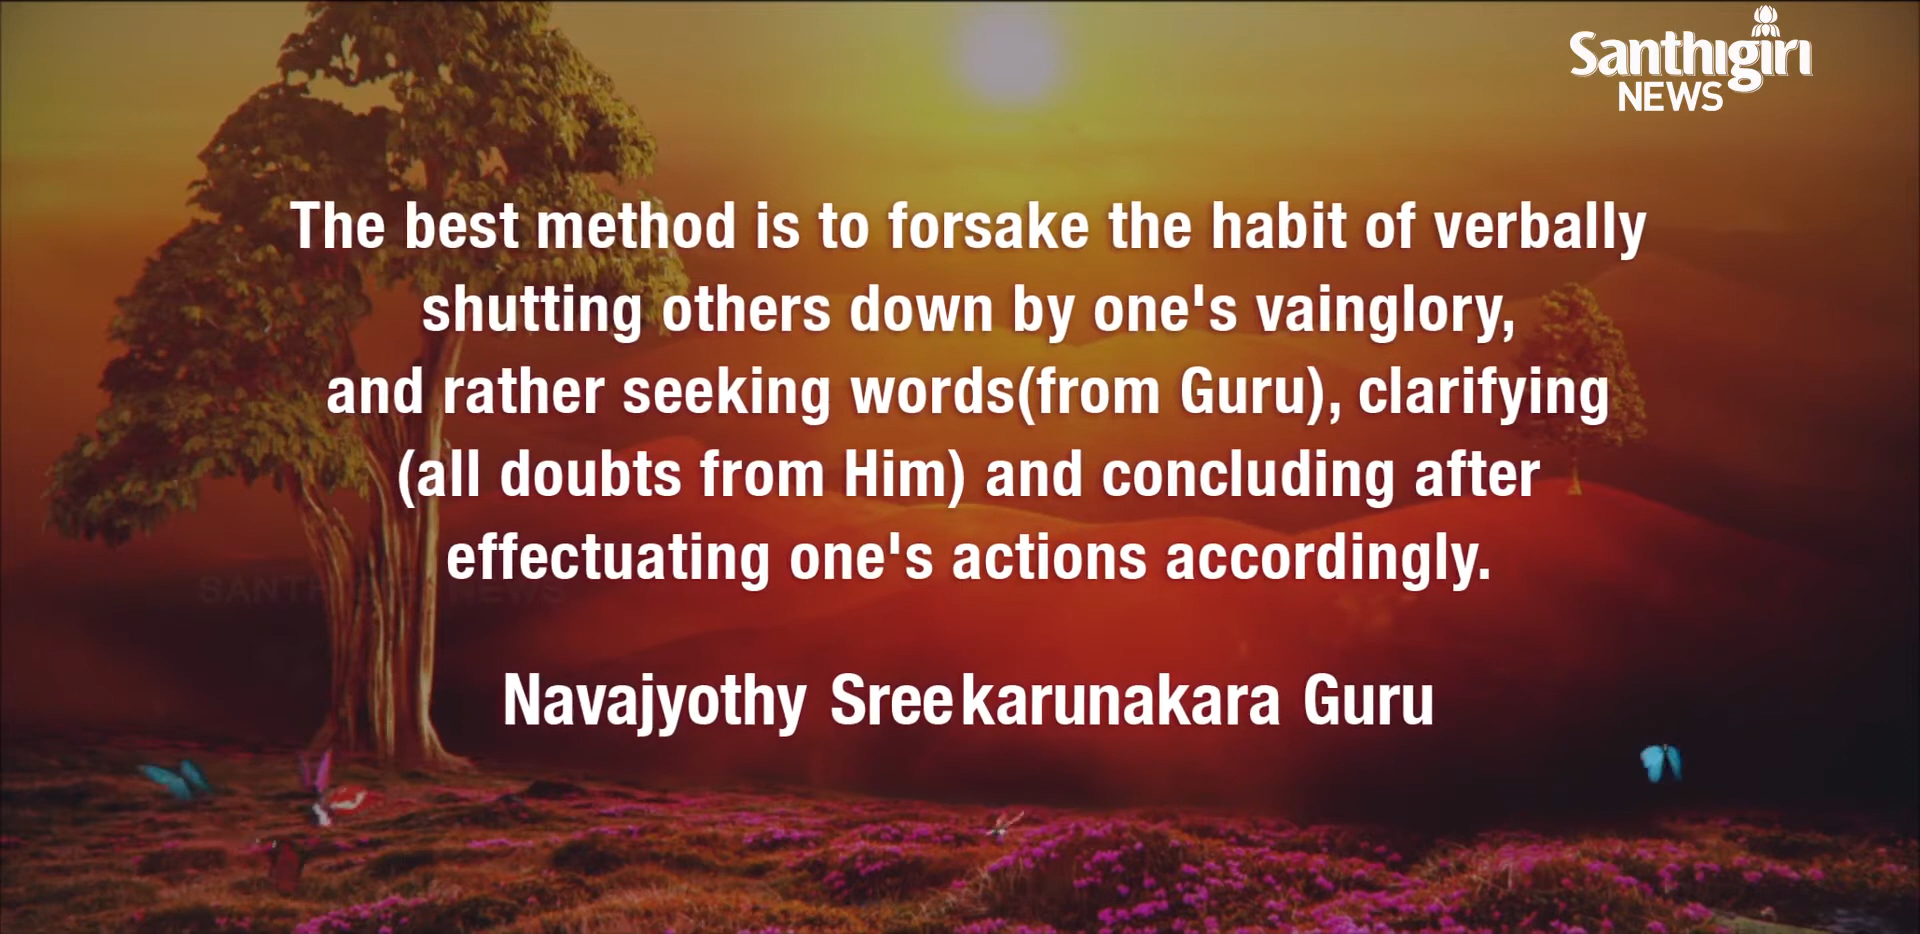 Santhigiri
NEWS
The best method is to forsake the habit of verbally
shutting others down by one's vainglory,
and rather seeking words(from Guru), clarifying
(all doubts from Him) and concluding after
effectuating one's actions accordingly.
SANTHIGIRI NEWS
Navajyothy Sreekarunakara Guru